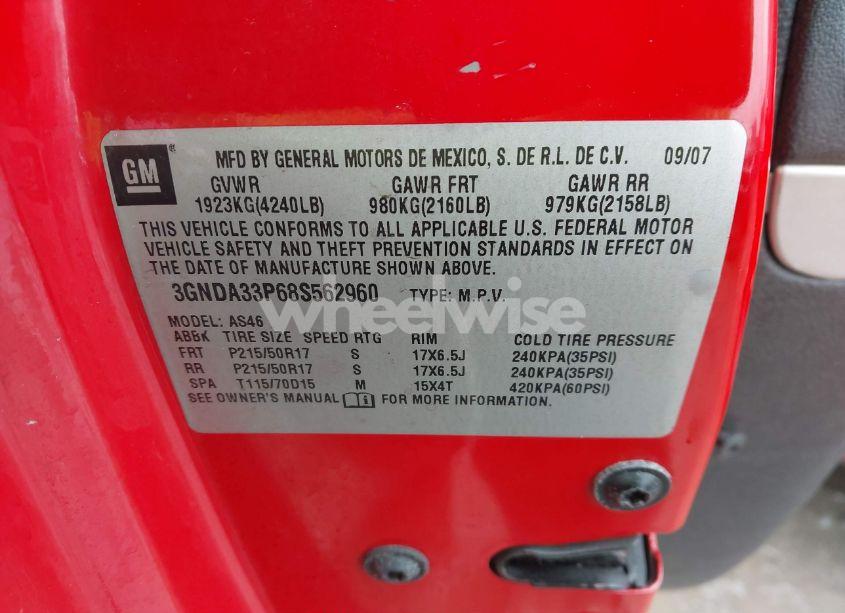 GM
MFD BY GENERAL MOTORS DE MEXICO, S. DE R.L. DE C.V. 09/07
GVWR GAWR FRT GAWR RR
1923KG(4240LB) 980KG(2160LB) 979KG(2158LB)
THIS VEHICLE CONFORMS TO ALL APPLICABLE U.S. FEDERAL MOTOR
VEHICLE SAFETY AND THEFT PREVENTION STANDARDS IN EFFECT ON
THE DATE OF MANUFACTURE SHOWN ABOVE.
3GNDA33P68S562960 TYPE: M.P.V.
wheelwise
MODEL: AS46
AB5K TIRE SIZE SPEED RTG RIM COLD TIRE PRESSURE
FRT P215/50R17 S 17X6.5J 240KPA(35PSI)
RR P215/50R17 S 17X6.5J 240KPA(35PSI)
SPA T115/70D15 M 15X4T 420KPA(60PSI)
SEE OWNER'S MANUAL FOR MORE INFORMATION.